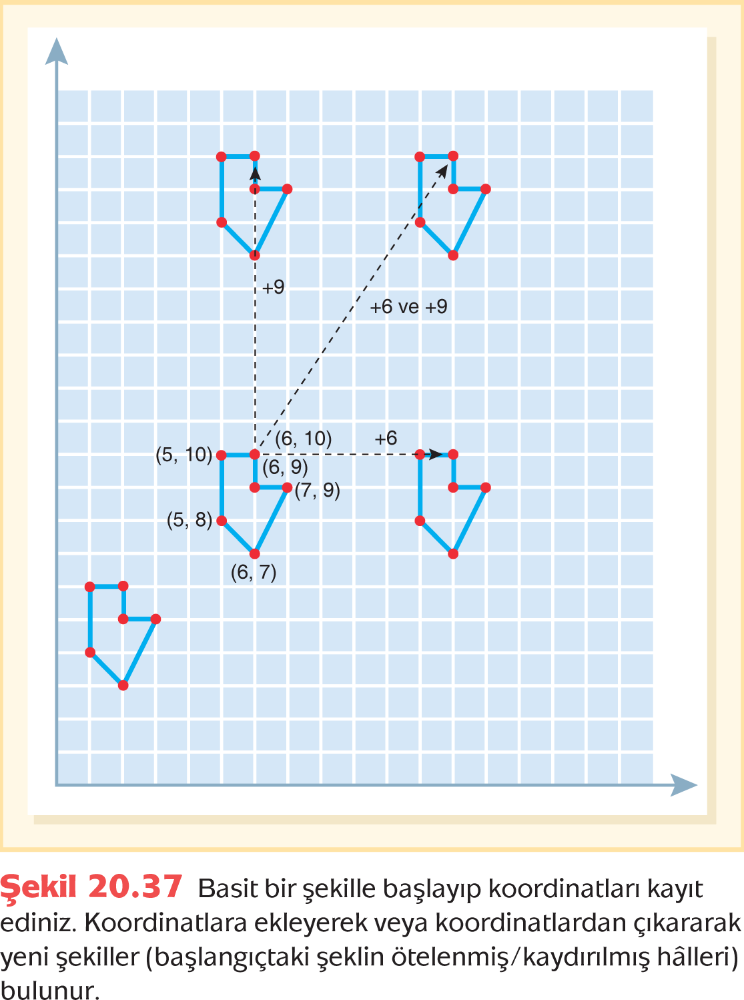 +9
+6 ve +9
(6, 10)
+6
(5, 10)
(6, 9)
(7, 9)
(5, 8)
(6, 7)
Şekil 20.37 Basit bir şekille başlayıp koordinatları kayıt
ediniz. Koordinatlara ekleyerek veya koordinatlardan çıkararak
yeni şekiller (başlangıçtaki şeklin ötelenmiş/kaydırılmış hâlleri)
bulunur.